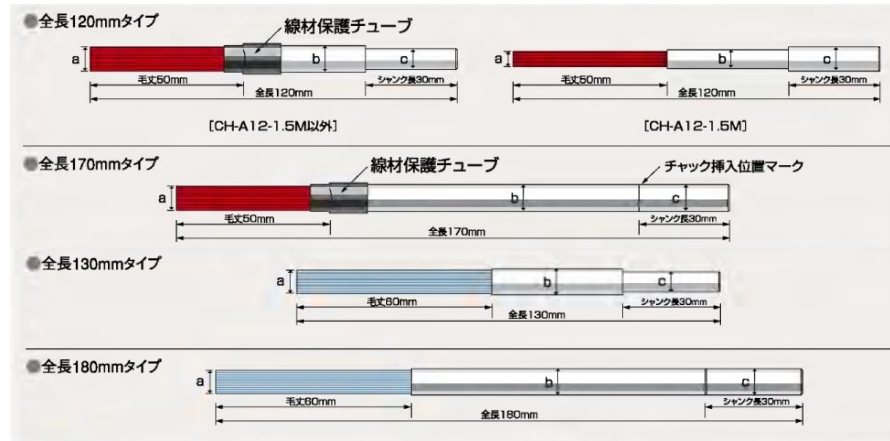 ●全長120mmタイプ
線材保護チューブ
a
b
c
毛丈50mm
シャンク長30mm
全長120mm
[CH-A12-1.5M以外]
a
b
c
毛丈50mm
シャンク長30mm
全長120mm
[CH-A12-1.5M]
●全長170mmタイプ
線材保護チューブ
チャック挿入位置マーク
a
b
c
毛丈50mm
シャンク長30mm
全長170mm
●全長130mmタイプ
a
b
c
毛丈60mm
シャンク長30mm
全長130mm
●全長180mmタイプ
a
b
c
毛丈60mm
シャンク長30mm
全長180mm